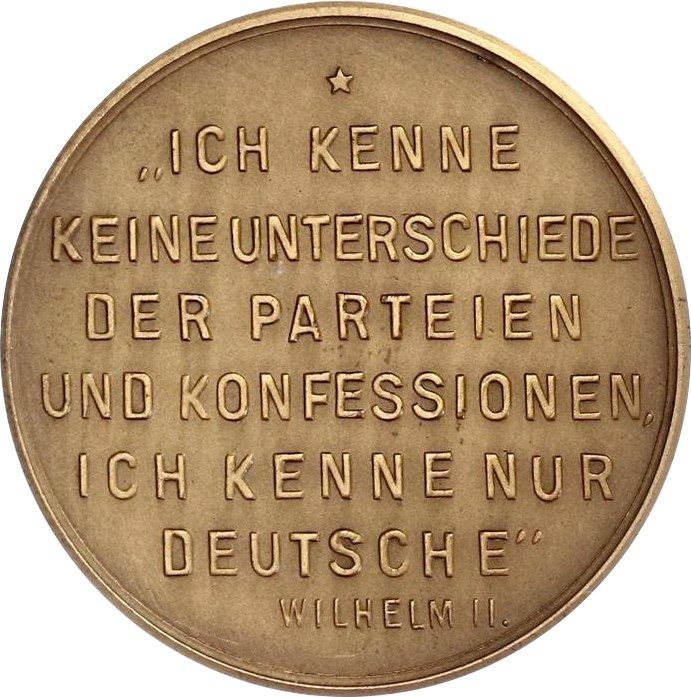 „ICH KENNE
KEINE UNTERSCHIEDE
DER PARTEIEN
UND KONFESSIONEN,
ICH KENNE NUR
DEUTSCHE”
WILHELM II.